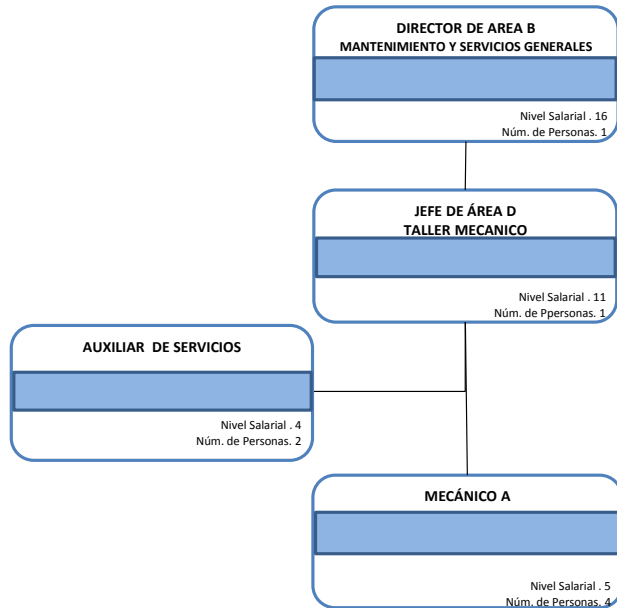 DIRECTOR DE AREA B
MANTENIMIENTO Y SERVICIOS GENERALES
Nivel Salarial . 16
Núm. de Personas. 1
JEFE DE ÁREA D
TALLER MECANICO
Nivel Salarial . 11
Núm. de Ppersonas. 1
AUXILIAR DE SERVICIOS
Nivel Salarial . 4
Núm. de Personas. 2
MECÁNICO A
Nivel Salarial . 5
Núm. de Personas. 4